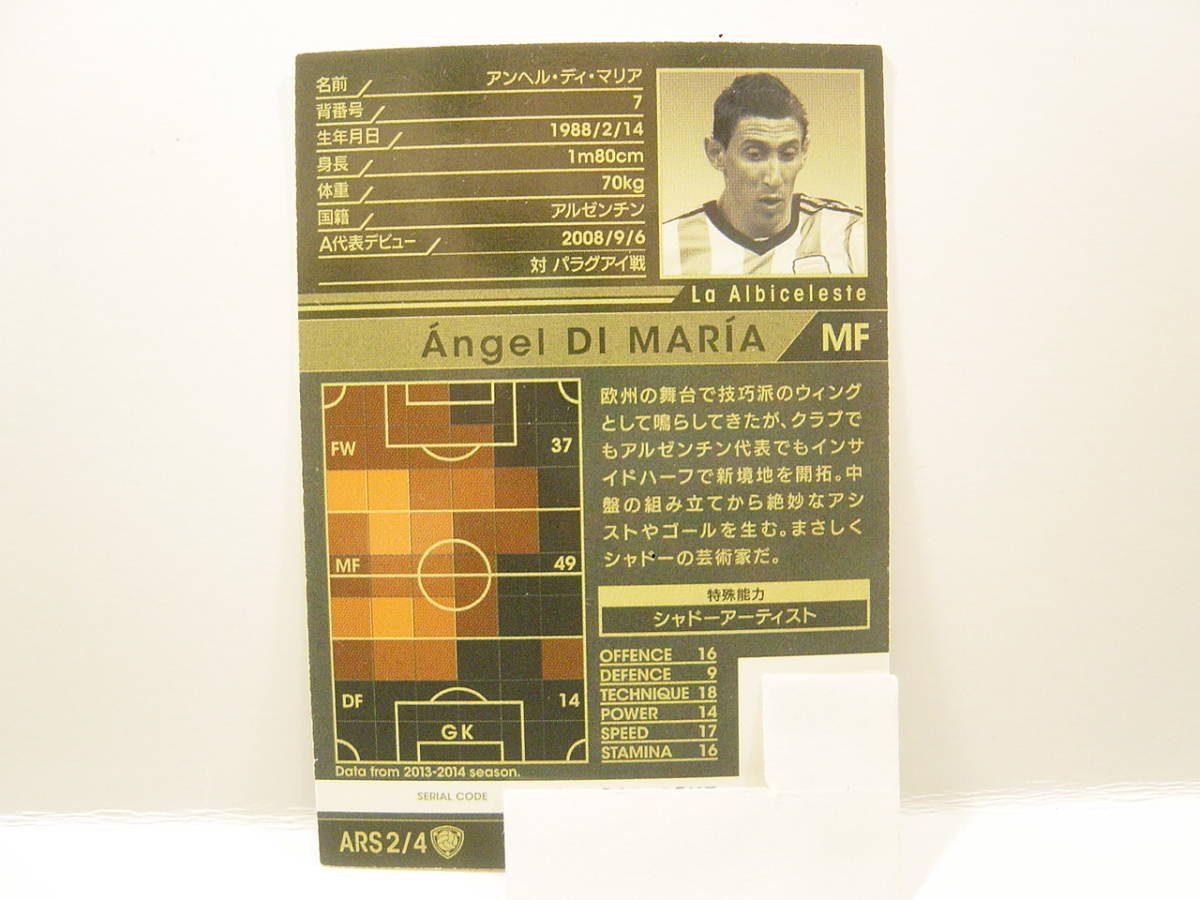 名前 アンヘル・ディ・マリア
背番号 7
生年月日 1988/2/14
身長 1m80cm
体重 70kg
国籍 アルゼンチン
A代表デビュー 2008/9/6
対 パラグアイ戦
La Albiceleste
Ángel DI MARÍA MF
FW 37
MF 49
DF 14
GK
Data from 2013-2014 season.
欧州の舞台で技巧派のウィング
として鳴らしてきたが、クラブで
もアルゼンチン代表でもインサ
イドハーフで新境地を開拓。中
盤の組み立てから絶妙なアシ
ストやゴールを生む。まさしく
シャドーの芸術家だ。
特殊能力
シャドーアーティスト
OFFENCE 16
DEFENCE 9
TECHNIQUE 18
POWER 14
SPEED 17
STAMINA 16
SERIAL CODE
ARS2/4